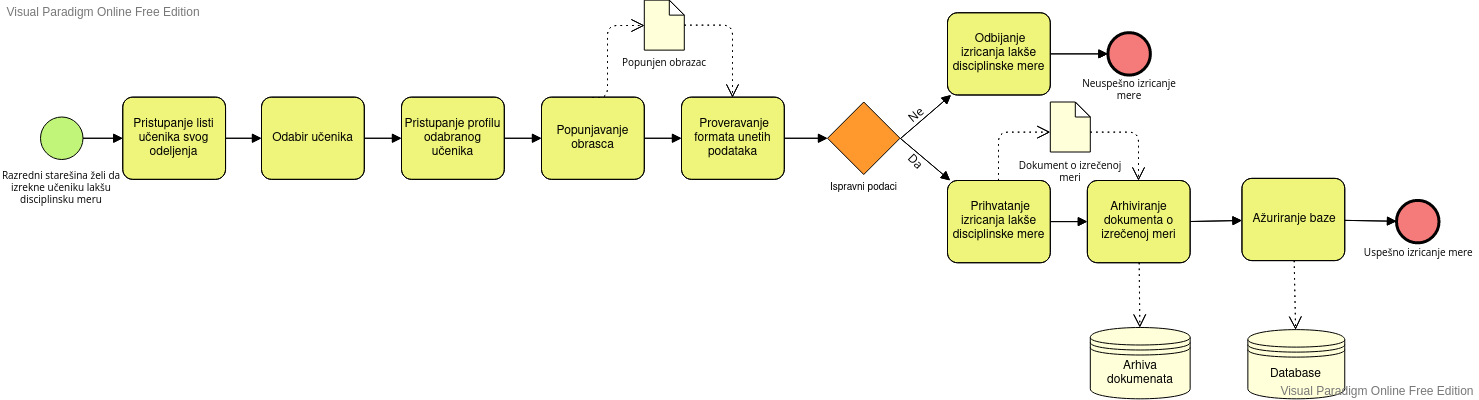 Visual Paradigm Online Free Edition
Razredni starešina želi da
izrekne učeniku lakšu
disciplinsku meru
Pristupanje listi
učenika svog
odeljenja
Odabir učenika
Pristupanje profilu
odabranog
učenika
Popunjavanje
obrasca
Popunjen obrazac
Proveravanje
formata unetih
podataka
Ispravni podaci
Ne
Da
Odbijanje
izricanja lakše
disciplinske mere
Neuspešno izricanje
mere
Prihvatanje
izricanja lakše
disciplinske mere
Dokument o izrečenoj
meri
Arhiviranje
dokumenta o
izrečenoj meri
Ažuriranje baze
Uspešno izricanje mere
Arhiva
dokumenata
Database
Visual Paradigm Online Free Edition